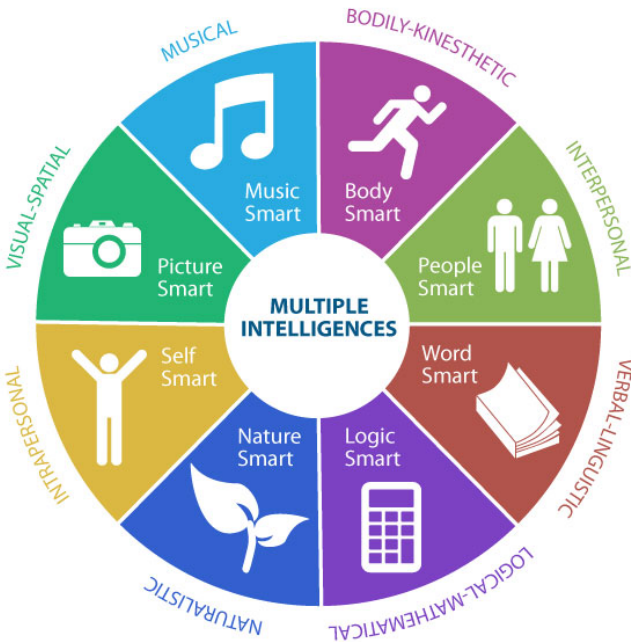 MUSICAL
BODILY-KINESTHETIC
VISUAL-SPATIAL
INTERPERSONAL
Music
Smart
Body
Smart
Picture
Smart
People
Smart
MULTIPLE
INTELLIGENCES
Self
Smart
Word
Smart
Nature
Smart
Logic
Smart
INTRAPERSONAL
VERBAL-LINGUISTIC
NATURALISTIC
LOGICAL-MATHEMATICAL